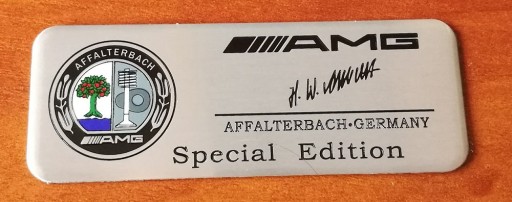 AFFALTERBACH
AMG
AMG
H. W.
AFFALTERBACH•GERMANY
Special Edition